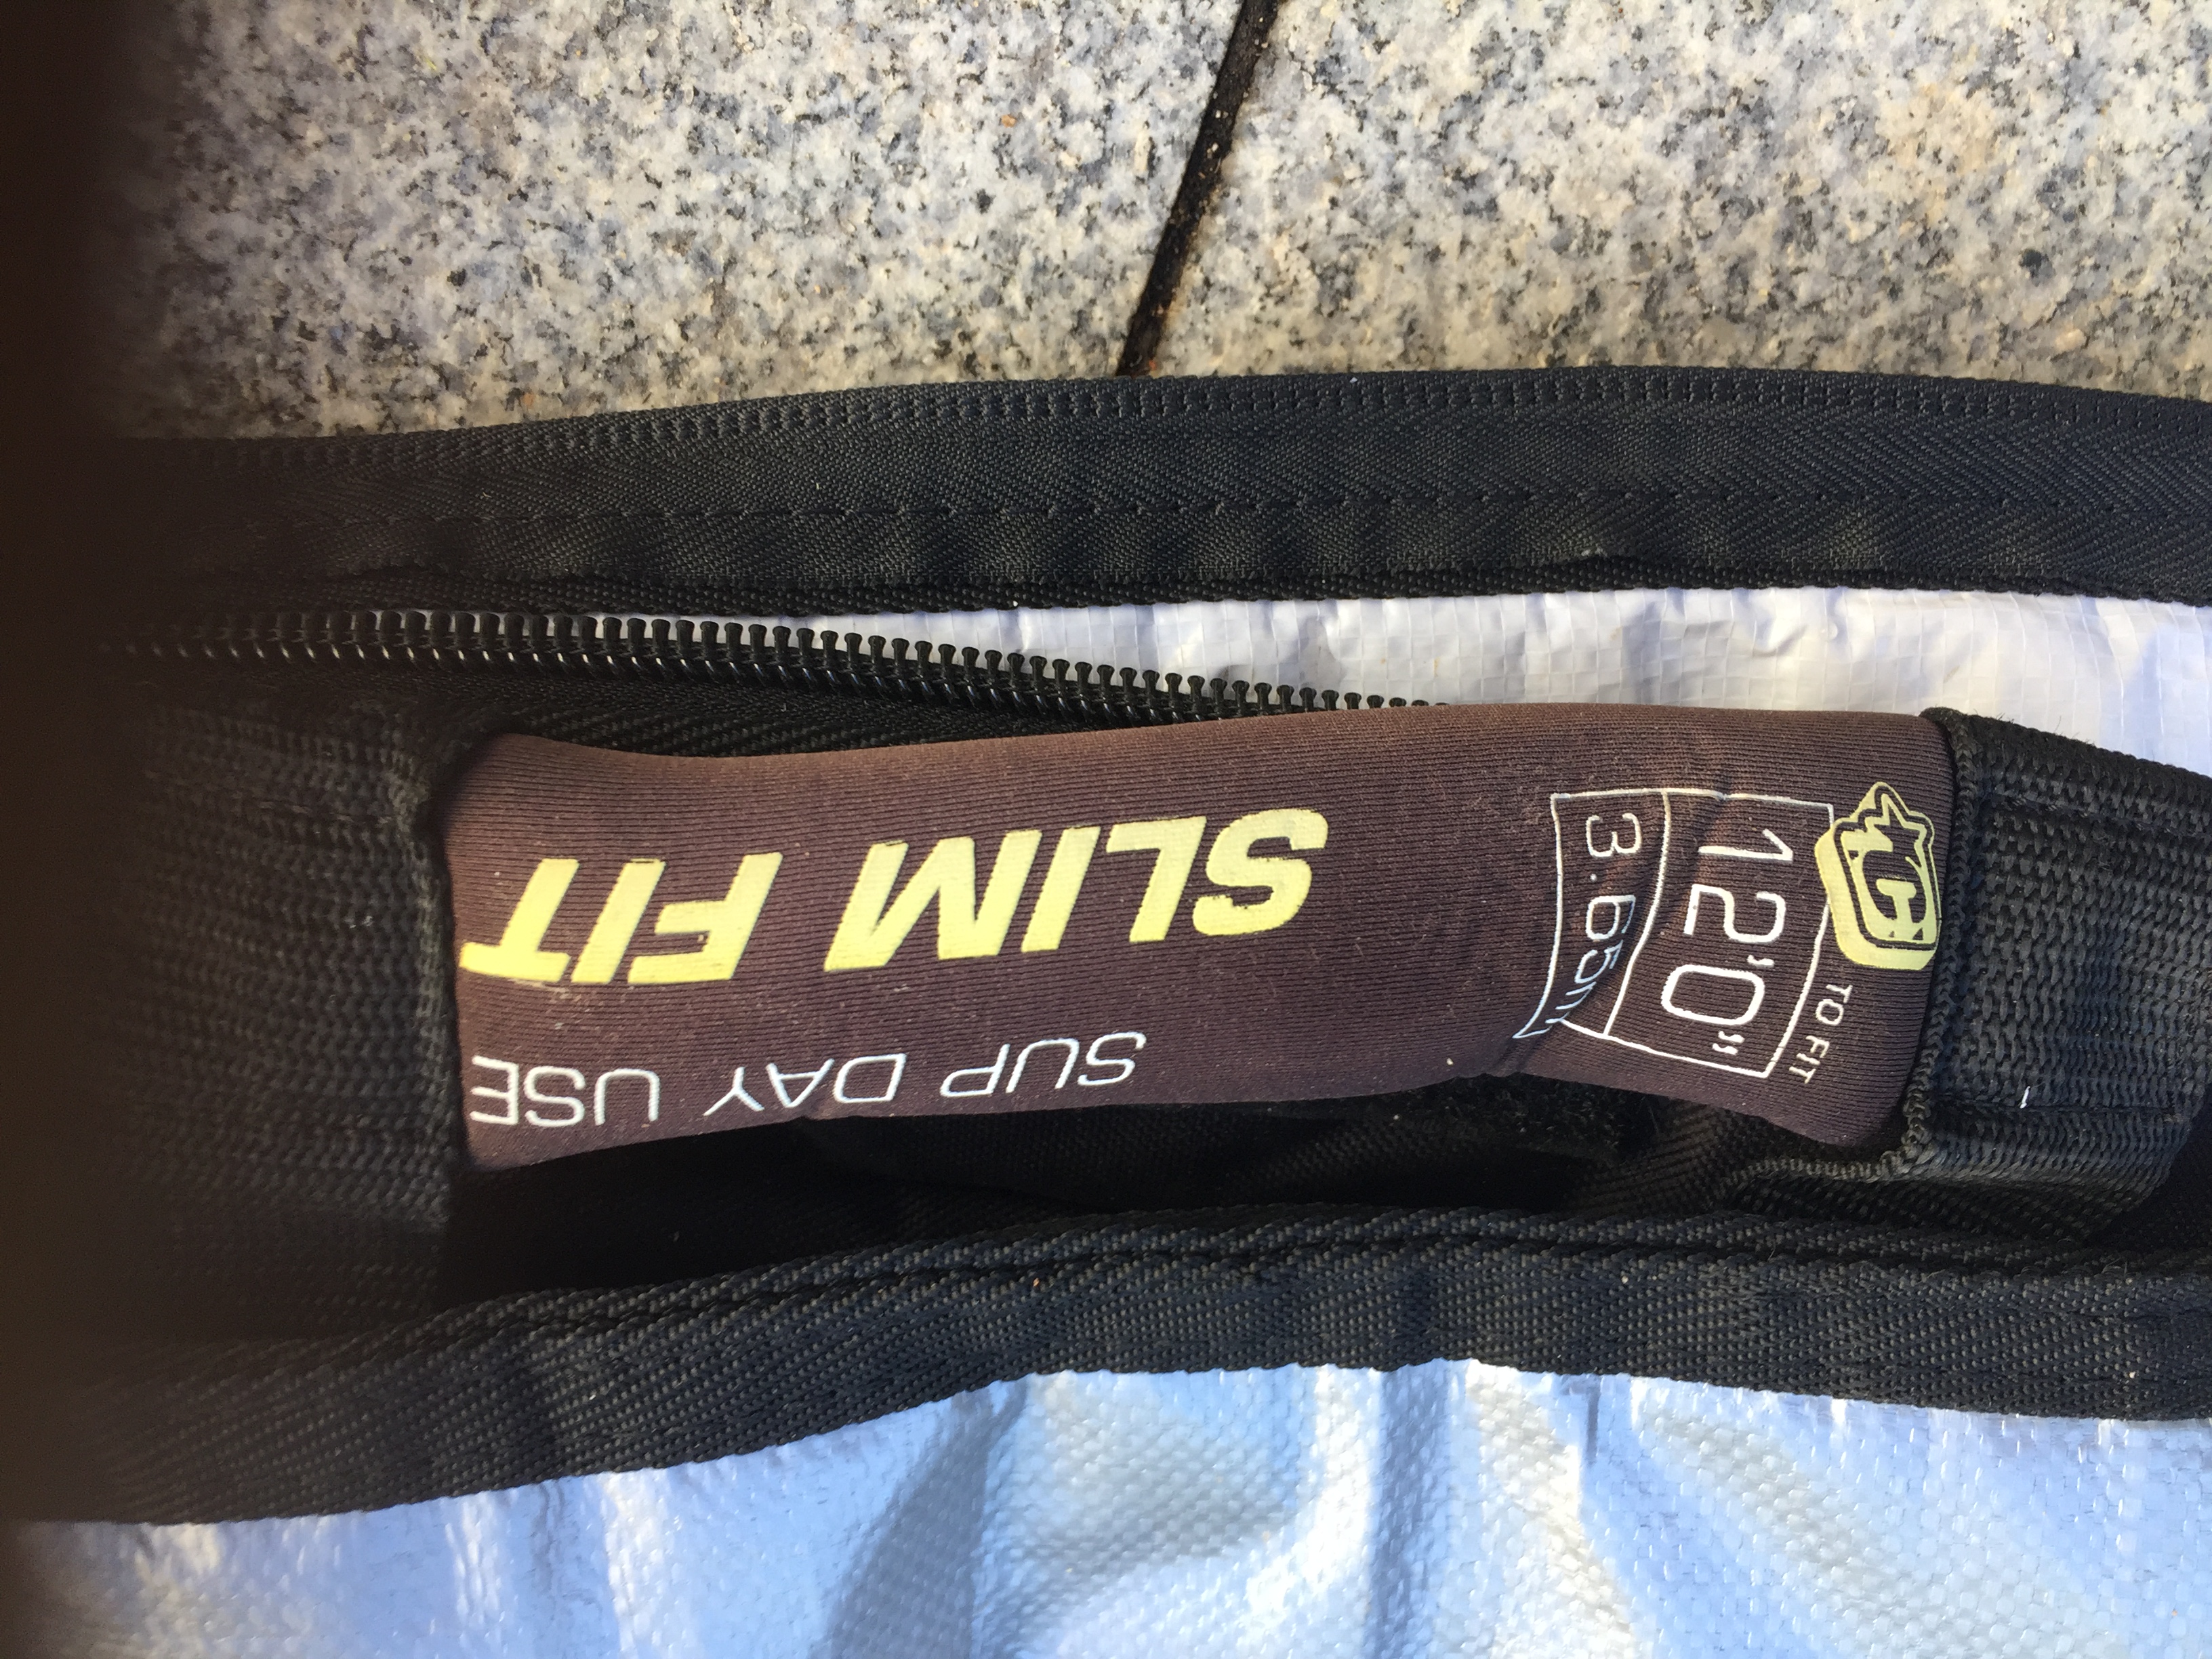 TO FIT
12'0"
3.65m
SLIM FIT
SUP DAY USE